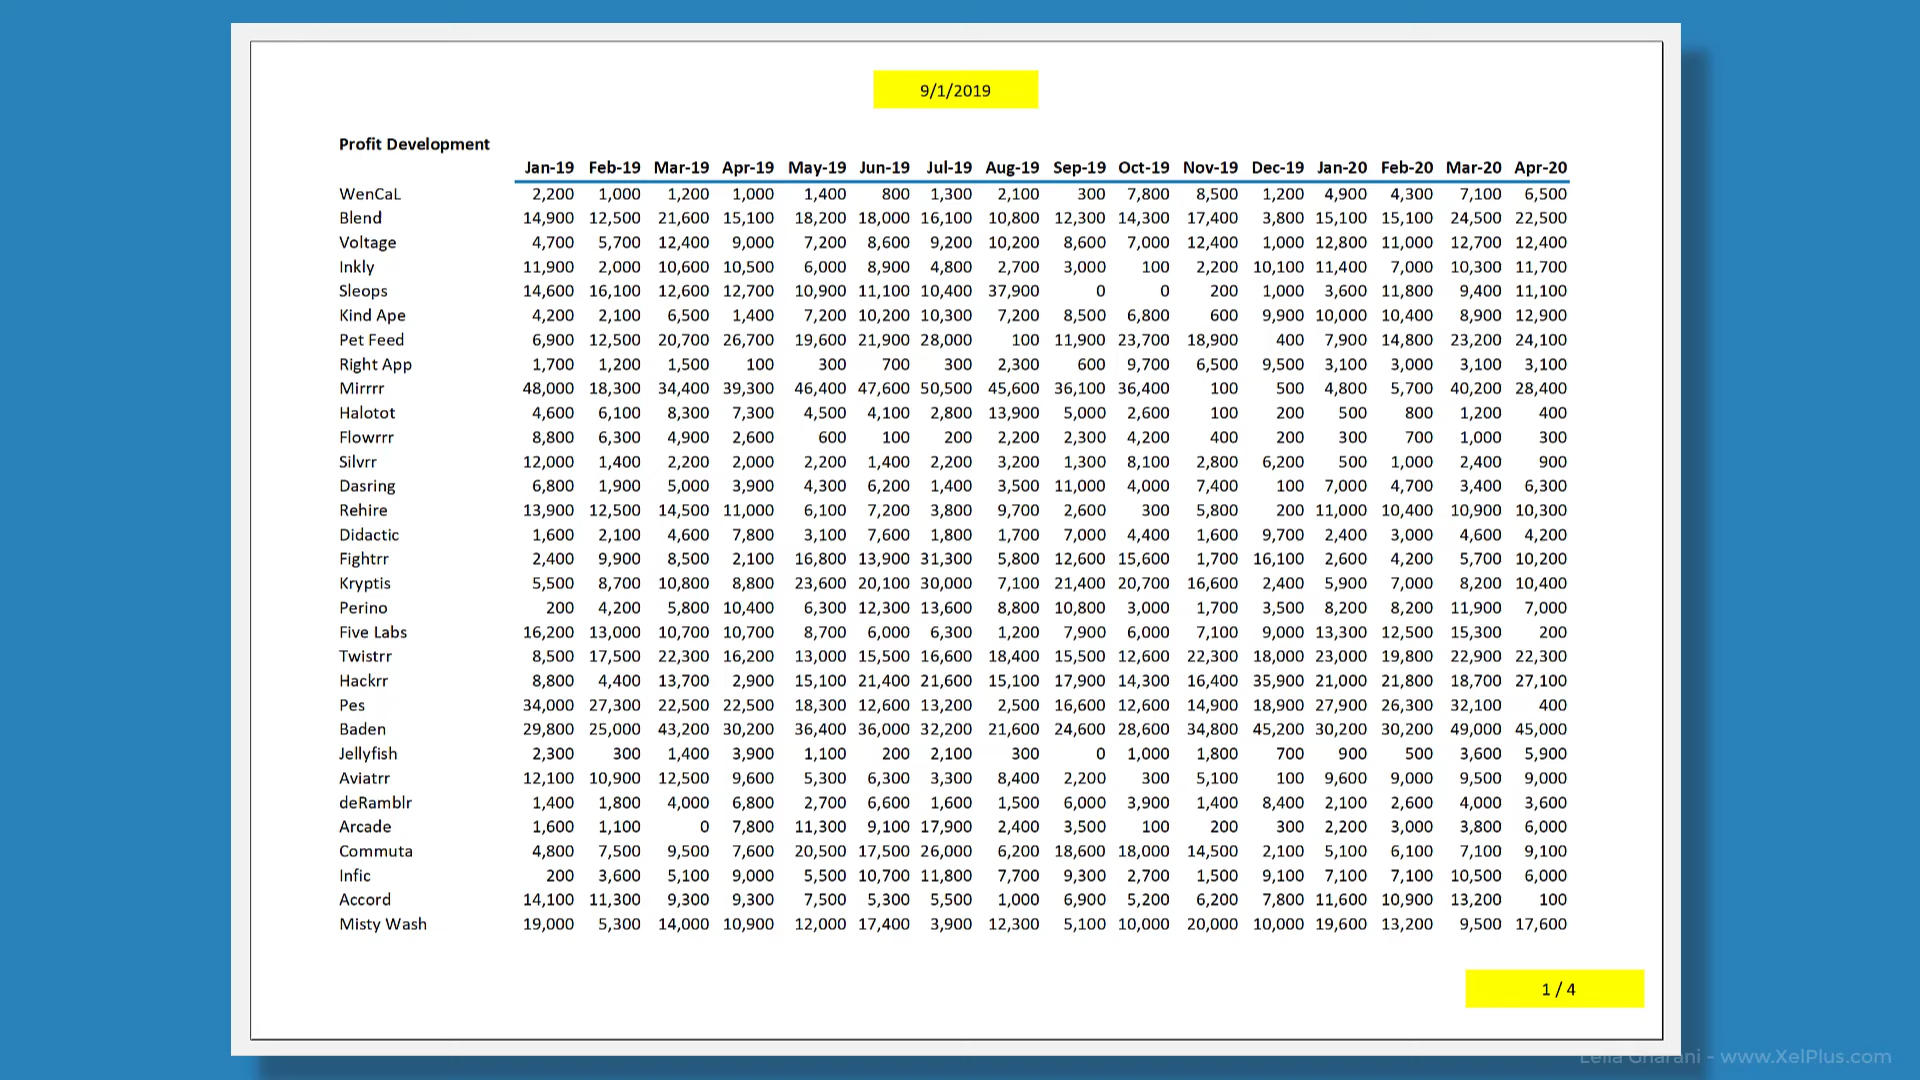 9/1/2019
Profit Development
Jan-19 Feb-19 Mar-19 Apr-19 May-19 Jun-19 Jul-19 Aug-19 Sep-19 Oct-19 Nov-19 Dec-19 Jan-20 Feb-20 Mar-20 Apr-20
WenCaL 2,200 1,000 1,200 1,000 1,400 800 1,300 2,100 300 7,800 8,500 1,200 4,900 4,300 7,100 6,500
Blend 14,900 12,500 21,600 15,100 18,200 18,000 16,100 10,800 12,300 14,300 17,400 3,800 15,100 15,100 24,500 22,500
Voltage 4,700 5,700 12,400 9,000 7,200 8,600 9,200 10,200 8,600 7,000 12,400 1,000 12,800 11,000 12,700 12,400
Inkly 11,900 2,000 10,600 10,500 6,000 8,900 4,800 2,700 3,000 100 2,200 10,100 11,400 7,000 10,300 11,700
Sleops 14,600 16,100 12,600 12,700 10,900 11,100 10,400 37,900 0 0 200 1,000 3,600 11,800 9,400 11,100
Kind Ape 4,200 2,100 6,500 1,400 7,200 10,200 10,300 7,200 8,500 6,800 600 9,900 10,000 10,400 8,900 12,900
Pet Feed 6,900 12,500 20,700 26,700 19,600 21,900 28,000 100 11,900 23,700 18,900 400 7,900 14,800 23,200 24,100
Right App 1,700 1,200 1,500 100 300 700 300 2,300 600 9,700 6,500 9,500 3,100 3,000 3,100 3,100
Mirrrr 48,000 18,300 34,400 39,300 46,400 47,600 50,500 45,600 36,100 36,400 100 500 4,800 5,700 40,200 28,400
Halotot 4,600 6,100 8,300 7,300 4,500 4,100 2,800 13,900 5,000 2,600 100 200 500 800 1,200 400
Flowrrr 8,800 6,300 4,900 2,600 600 100 200 2,200 2,300 4,200 400 200 300 700 1,000 300
Silvrr 12,000 1,400 2,200 2,000 2,200 1,400 2,200 3,200 1,300 8,100 2,800 6,200 500 1,000 2,400 900
Dasring 6,800 1,900 5,000 3,900 4,300 6,200 1,400 3,500 11,000 4,000 7,400 100 7,000 4,700 3,400 6,300
Rehire 13,900 12,500 14,500 11,000 6,100 7,200 3,800 9,700 2,600 300 5,800 200 11,000 10,400 10,900 10,300
Didactic 1,600 2,100 4,600 7,800 3,100 7,600 1,800 1,700 7,000 4,400 1,600 9,700 2,400 3,000 4,600 4,200
Fightrr 2,400 9,900 8,500 2,100 16,800 13,900 31,300 5,800 12,600 15,600 1,700 16,100 2,600 4,200 5,700 10,200
Kryptis 5,500 8,700 10,800 8,800 23,600 20,100 30,000 7,100 21,400 20,700 16,600 2,400 5,900 7,000 8,200 10,400
Perino 200 4,200 5,800 10,400 6,300 12,300 13,600 8,800 10,800 3,000 1,700 3,500 8,200 8,200 11,900 7,000
Five Labs 16,200 13,000 10,700 10,700 8,700 6,000 6,300 1,200 7,900 6,000 7,100 9,000 13,300 12,500 15,300 200
Twistrr 8,500 17,500 22,300 16,200 13,000 15,500 16,600 18,400 15,500 12,600 22,300 18,000 23,000 19,800 22,900 22,300
Hackrr 8,800 4,400 13,700 2,900 15,100 21,400 21,600 15,100 17,900 14,300 16,400 35,900 21,000 21,800 18,700 27,100
Pes 34,000 27,300 22,500 22,500 18,300 12,600 13,200 2,500 16,600 12,600 14,900 18,900 27,900 26,300 32,100 400
Baden 29,800 25,000 43,200 30,200 36,400 36,000 32,200 21,600 24,600 28,600 34,800 45,200 30,200 30,200 49,000 45,000
Jellyfish 2,300 300 1,400 3,900 1,100 200 2,100 300 0 1,000 1,800 700 900 500 3,600 5,900
Aviatrr 12,100 10,900 12,500 9,600 5,300 6,300 3,300 8,400 2,200 300 5,100 100 9,600 9,000 9,500 9,000
deRamblr 1,400 1,800 4,000 6,800 2,700 6,600 1,600 1,500 6,000 3,900 1,400 8,400 2,100 2,600 4,000 3,600
Arcade 1,600 1,100 0 7,800 11,300 9,100 17,900 2,400 3,500 100 200 300 2,200 3,000 3,800 6,000
Commuta 4,800 7,500 9,500 7,600 20,500 17,500 26,000 6,200 18,600 18,000 14,500 2,100 5,100 6,100 7,100 9,100
Infic 200 3,600 5,100 9,000 5,500 10,700 11,800 7,700 9,300 2,700 1,500 9,100 7,100 7,100 10,500 6,000
Accord 14,100 11,300 9,300 9,300 7,500 5,300 5,500 1,000 6,900 5,200 6,200 7,800 11,600 10,900 13,200 100
Misty Wash 19,000 5,300 14,000 10,900 12,000 17,400 3,900 12,300 5,100 10,000 20,000 10,000 19,600 13,200 9,500 17,600
1 / 4
Leila Gharani - www.XelPlus.com